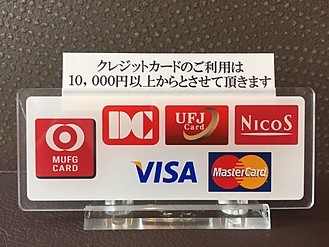 クレジットカードのご利用は
10,000円以上からとさせて頂きます
DC
UFJ
Card
NICOS
MUFG
CARD
VISA
MasterCard